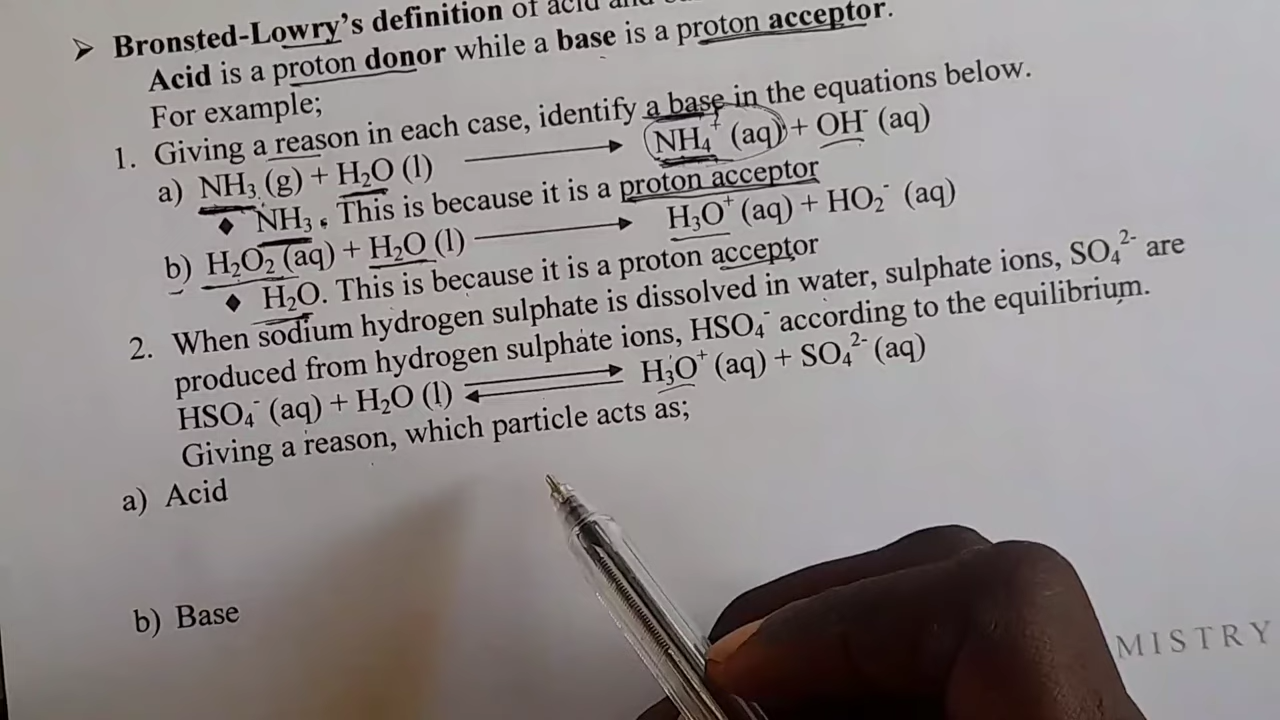 ➢ Bronsted-Lowry's definition of acid and
Acid is a proton donor while a base is a proton acceptor.
For example;
1. Giving a reason in each case, identify a base in the equations below.
a) NH₃ (g) + H₂O (l) → NH₄⁺ (aq) + OH⁻ (aq)
♦ NH₃. This is because it is a proton acceptor
b) H₂O₂ (aq) + H₂O (l) → H₃O⁺ (aq) + HO₂⁻ (aq)
♦ H₂O. This is because it is a proton acceptor
2. When sodium hydrogen sulphate is dissolved in water, sulphate ions, SO₄²⁻ are
produced from hydrogen sulphate ions, HSO₄⁻ according to the equilibrium.
HSO₄⁻ (aq) + H₂O (l) ⇌ H₃O⁺ (aq) + SO₄²⁻ (aq)
Giving a reason, which particle acts as;
a) Acid
b) Base
MISTRY